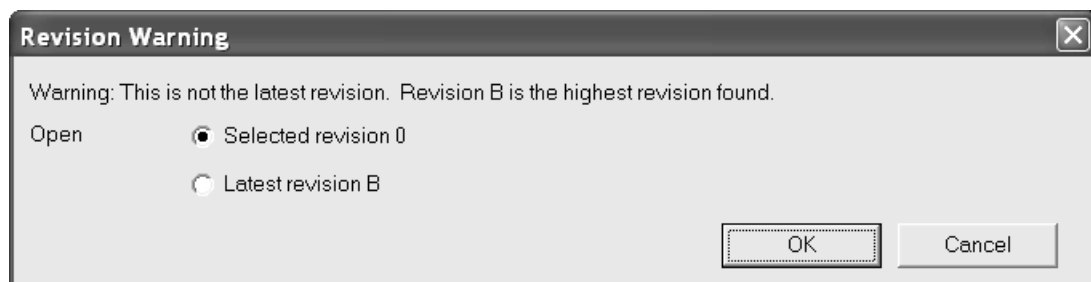 Revision Warning
Warning: This is not the latest revision. Revision B is the highest revision found.
Open Selected revision 0
Latest revision B
OK Cancel